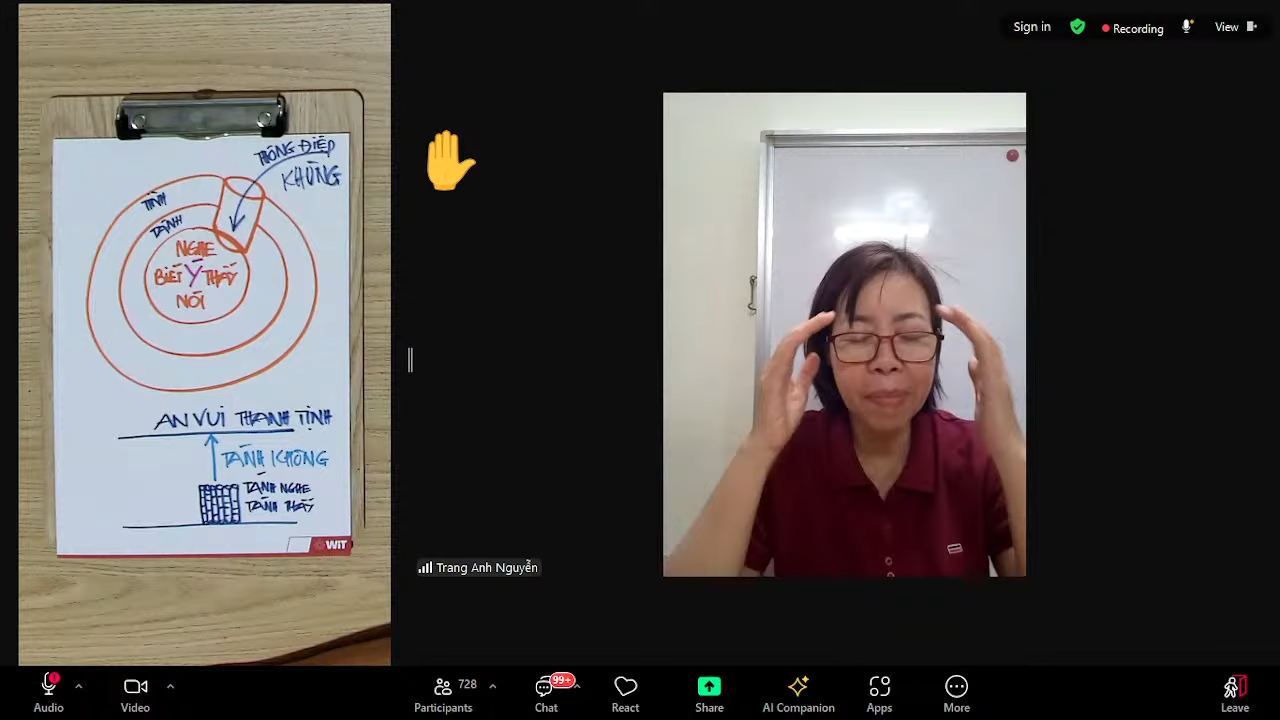 Sign in
Recording
View
THÔNG ĐIỆP
KHÙNG
TÌNH
TÁNH
NGHE
BIẾT Ý THẤY
NÓI
AN VUI THANH TỊNH
TÁNH KHÔNG
TÁNH NGHE
TÁNH THẤY
WiT
Trang Anh Nguyễn
728
99+
Audio
Video
Participants
Chat
React
Share
AI Companion
Apps
More
Leave